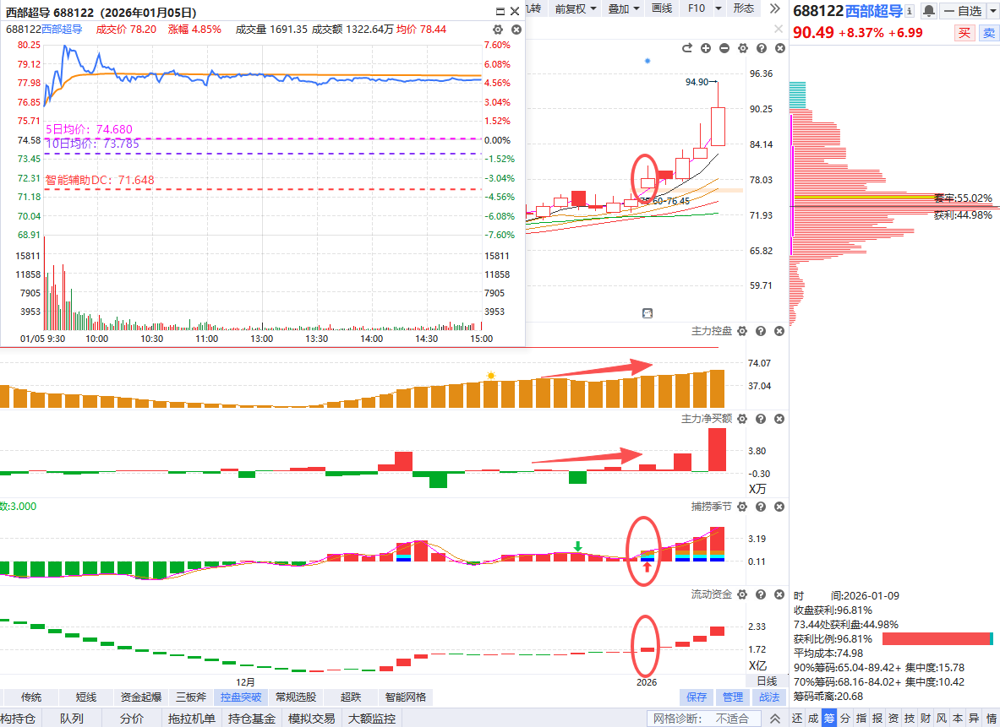 西部超导 688122（2026年01月05日）
688122西部超导 成交价 78.20 涨幅 4.85% 成交量 1691.35 成交额 1322.64万 均价 78.44
80.25 7.60%
79.12 6.08%
77.98 4.56%
76.85 3.04%
75.71 1.52%
74.58 0.00%
73.45 -1.52%
72.31 -3.04%
71.18 -4.56%
70.04 -6.08%
68.91 -7.60%
5日均价：74.680
10日均价：73.785
智能辅助DC：71.648
15811 15811
11858 11858
7905 7905
3953 3953
01/05 9:30 10:00 10:30 11:00 13:00 13:30 14:00 14:30 15:00
前复权 叠加 画线 F10 形态
94.90
96.36
90.25
84.14
78.03
71.93
65.82
59.71
60-76.45
主力控盘
74.07
37.04
主力净买额
3.80
-0.30
X万
数:3.000
捕捞季节
3.19
0.11
流动资金
2.33
1.72
X亿
12月 2026 日线
传统 短线 资金起爆 三板斧 控盘突破 常规选股 超跌 智能网格 保存 管理 战法
构持仓 队列 分价 拖拉机单 持仓基金 模拟交易 大额监控 网格诊断： 不适合
688122西部超导 自选
90.49 +8.37% +6.99 买 卖
套牢:55.02%
获利:44.98%
时 间:2026-01-09
收盘获利:96.81%
73.44处获利盘:44.98%
获利比例:96.81%
平均成本:74.98
90%筹码:65.04-89.42+ 集中度:15.78
70%筹码:68.16-84.02+ 集中度:10.42
筹码乖离:20.68
还 成 筹 分 指 报 资 技 财 风 本 异 情